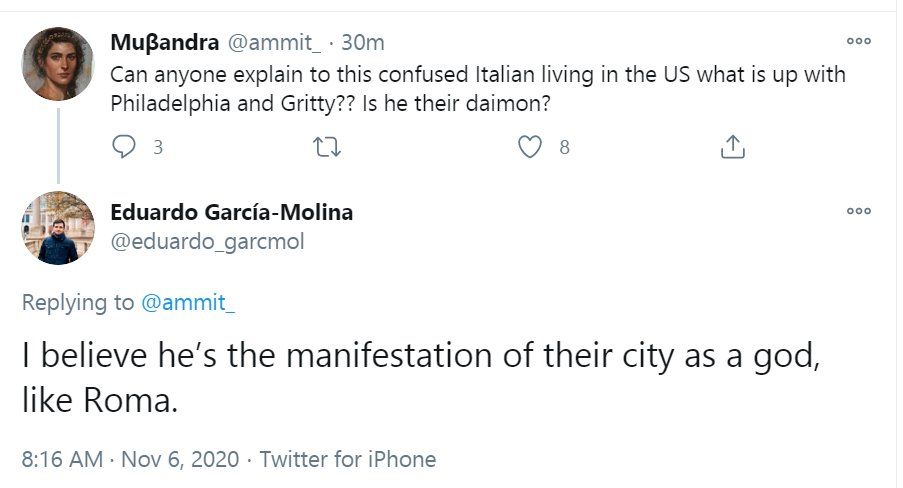 Muβandra @ammit_ · 30m
Can anyone explain to this confused Italian living in the US what is up with
Philadelphia and Gritty?? Is he their daimon?
3 8
Eduardo García-Molina
@eduardo_garcmol
Replying to @ammit_
I believe he’s the manifestation of their city as a god,
like Roma.
8:16 AM · Nov 6, 2020 · Twitter for iPhone